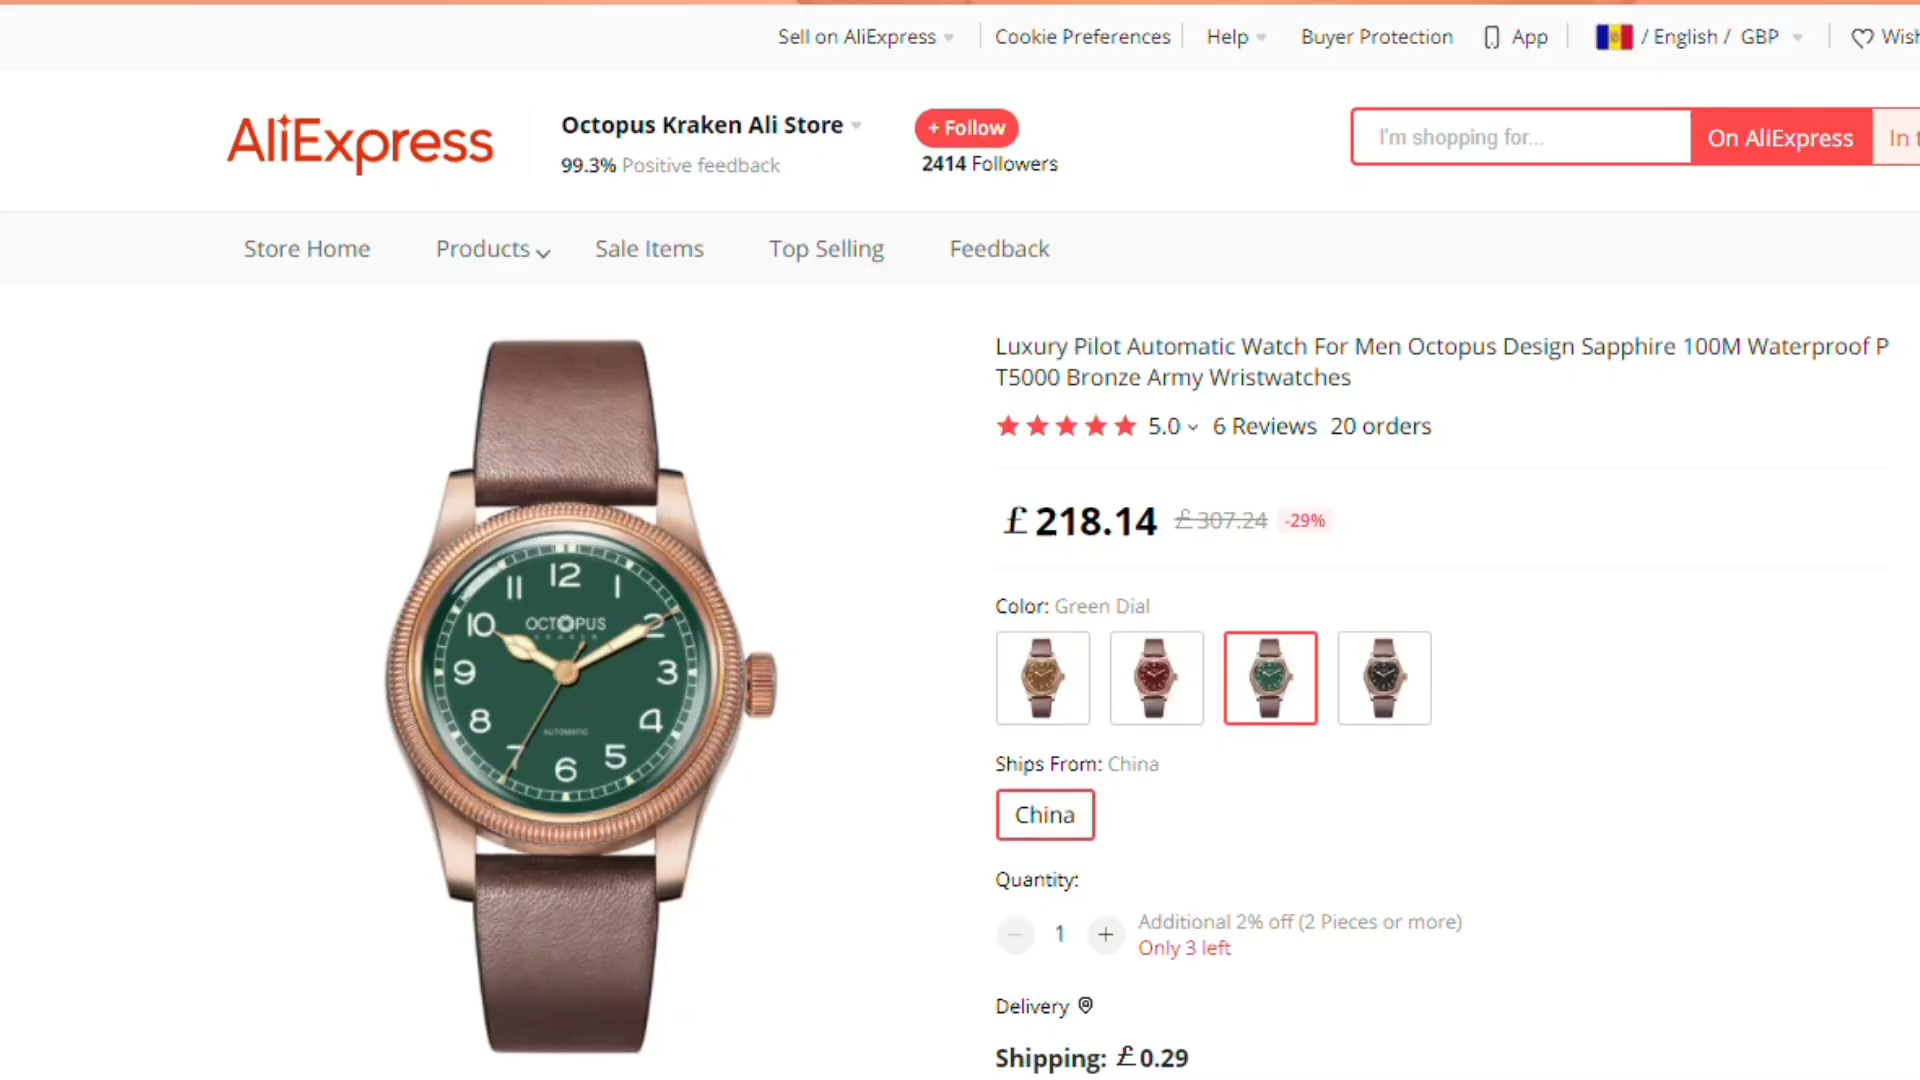 Sell on AliExpress
Cookie Preferences
Help
Buyer Protection
App
/ English / GBP
Wish
AliExpress
Octopus Kraken Ali Store
99.3% Positive feedback
+ Follow
2414 Followers
I'm shopping for...
On AliExpress
In t
Store Home
Products
Sale Items
Top Selling
Feedback
Luxury Pilot Automatic Watch For Men Octopus Design Sapphire 100M Waterproof P
T5000 Bronze Army Wristwatches
5.0
6 Reviews
20 orders
£218.14
£307.24
-29%
12
11
1
10
OCTOPUS
KRAKEN
2
9
3
8
4
AUTOMATIC
7
5
6
Color: Green Dial
Ships From: China
China
Quantity:
1
Additional 2% off (2 Pieces or more)
Only 3 left
Delivery
Shipping: £0.29